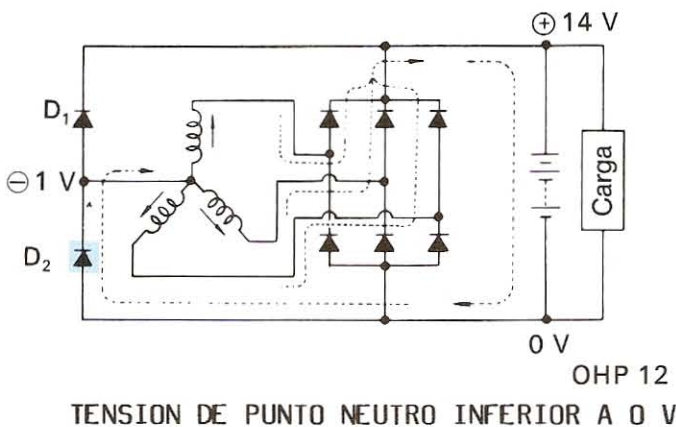 ⊕ 14 V
D₁
⊖ 1 V
D₂
Carga
0 V
OHP 12
TENSION DE PUNTO NEUTRO INFERIOR A 0 V